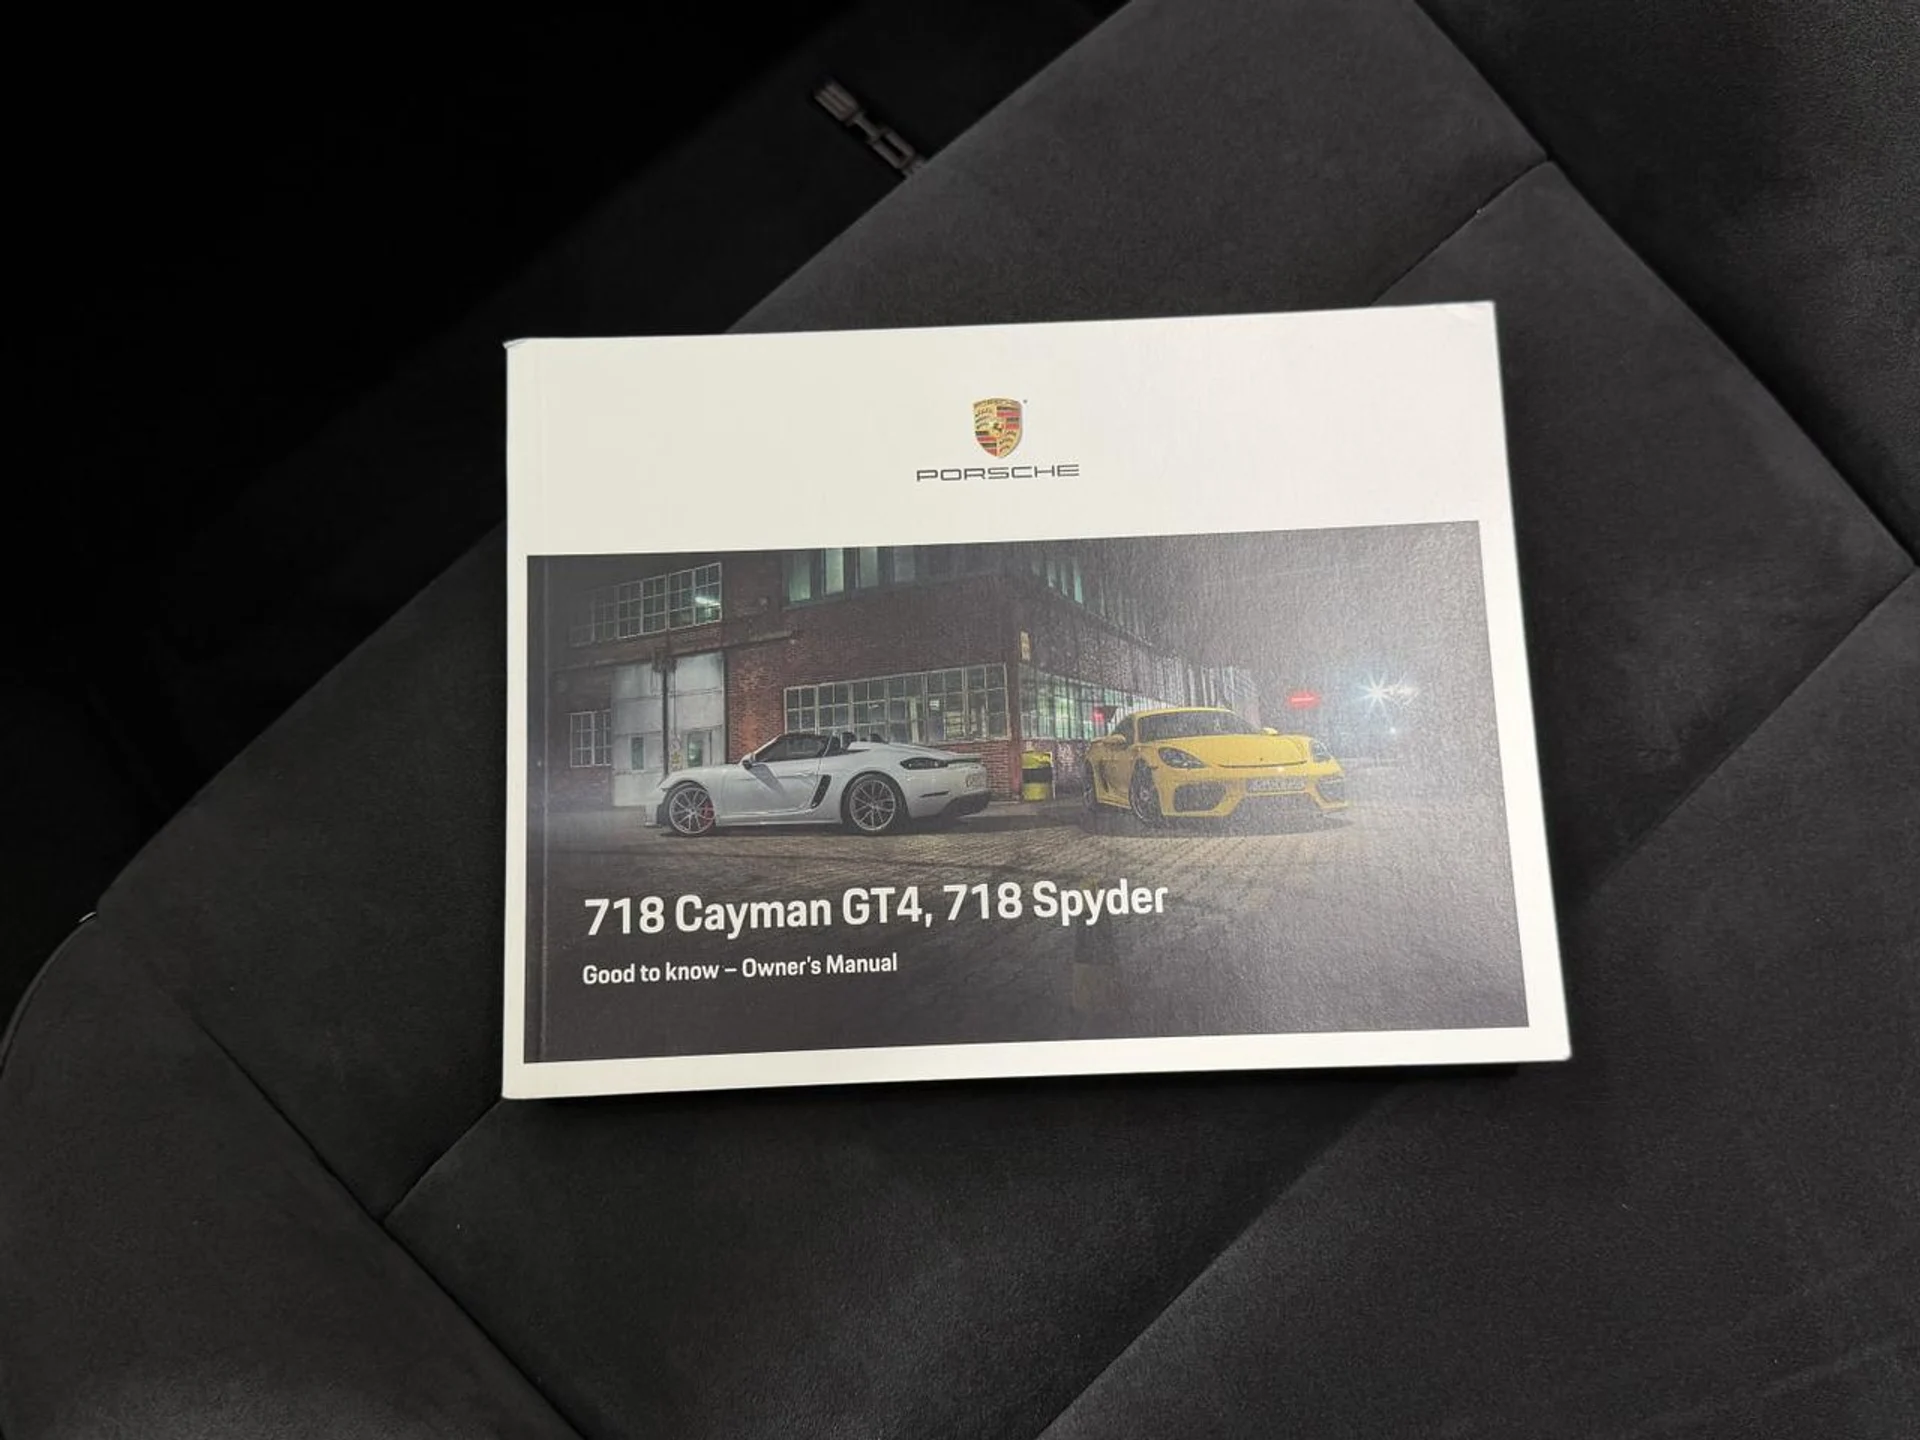 PORSCHE
718 Cayman GT4, 718 Spyder
Good to know – Owner's Manual